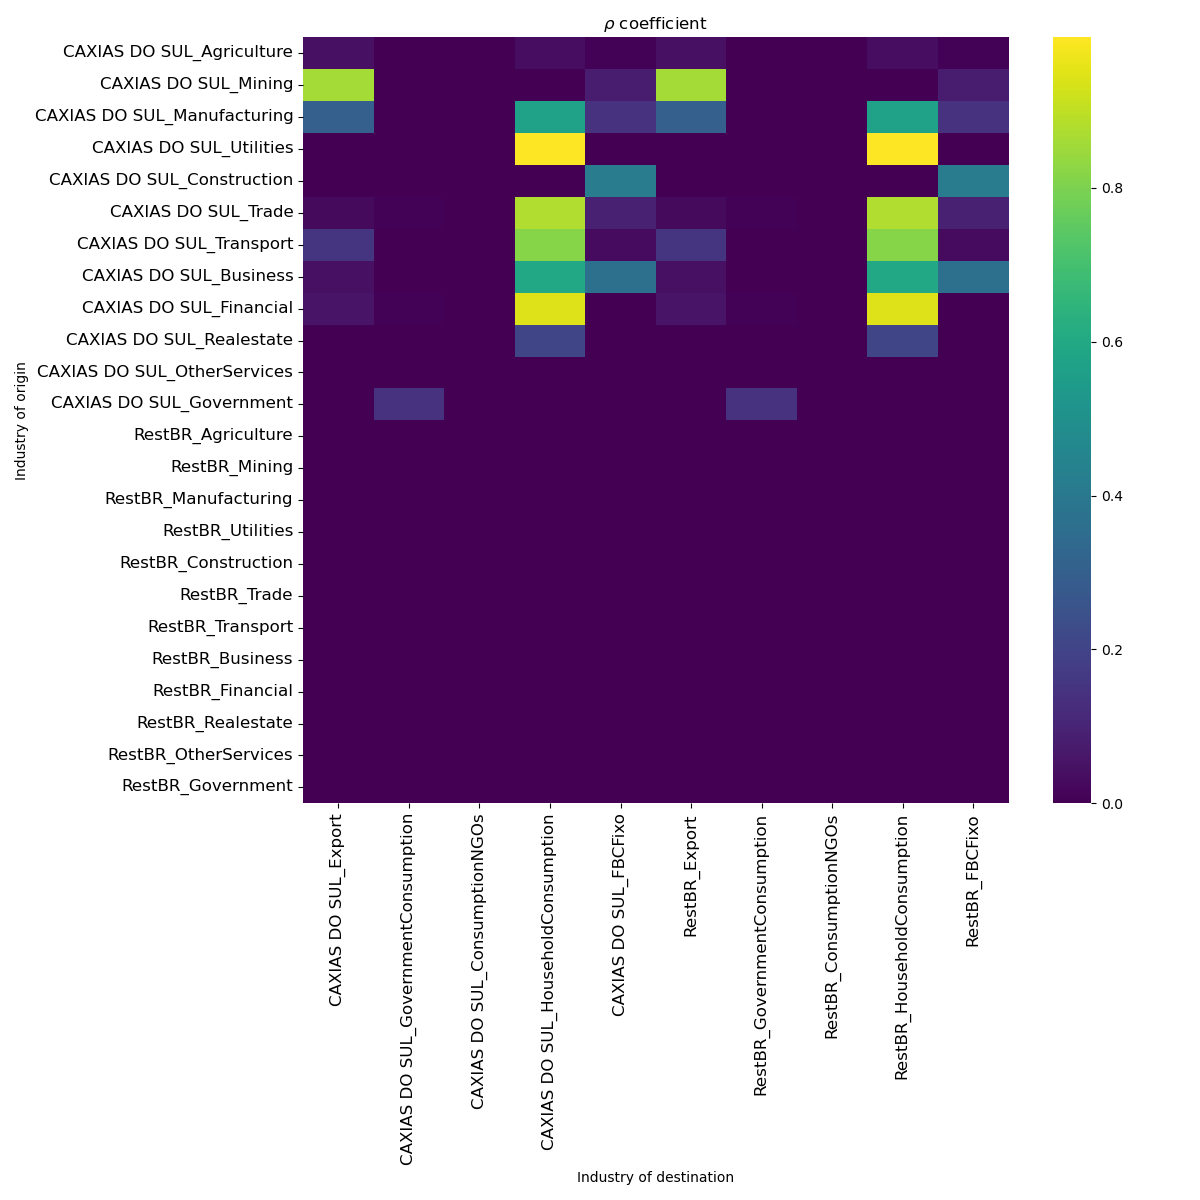 ρ coefficient
CAXIAS DO SUL_Agriculture
CAXIAS DO SUL_Mining
CAXIAS DO SUL_Manufacturing
CAXIAS DO SUL_Utilities
CAXIAS DO SUL_Construction
CAXIAS DO SUL_Trade
CAXIAS DO SUL_Transport
CAXIAS DO SUL_Business
CAXIAS DO SUL_Financial
CAXIAS DO SUL_Realestate
CAXIAS DO SUL_OtherServices
CAXIAS DO SUL_Government
RestBR_Agriculture
RestBR_Mining
RestBR_Manufacturing
RestBR_Utilities
RestBR_Construction
RestBR_Trade
RestBR_Transport
RestBR_Business
RestBR_Financial
RestBR_Realestate
RestBR_OtherServices
RestBR_Government
Industry of origin
CAXIAS DO SUL_Export
CAXIAS DO SUL_GovernmentConsumption
CAXIAS DO SUL_ConsumptionNGOs
CAXIAS DO SUL_HouseholdConsumption
CAXIAS DO SUL_FBCFixo
RestBR_Export
RestBR_GovernmentConsumption
RestBR_ConsumptionNGOs
RestBR_HouseholdConsumption
RestBR_FBCFixo
Industry of destination
0.8
0.6
0.4
0.2
0.0